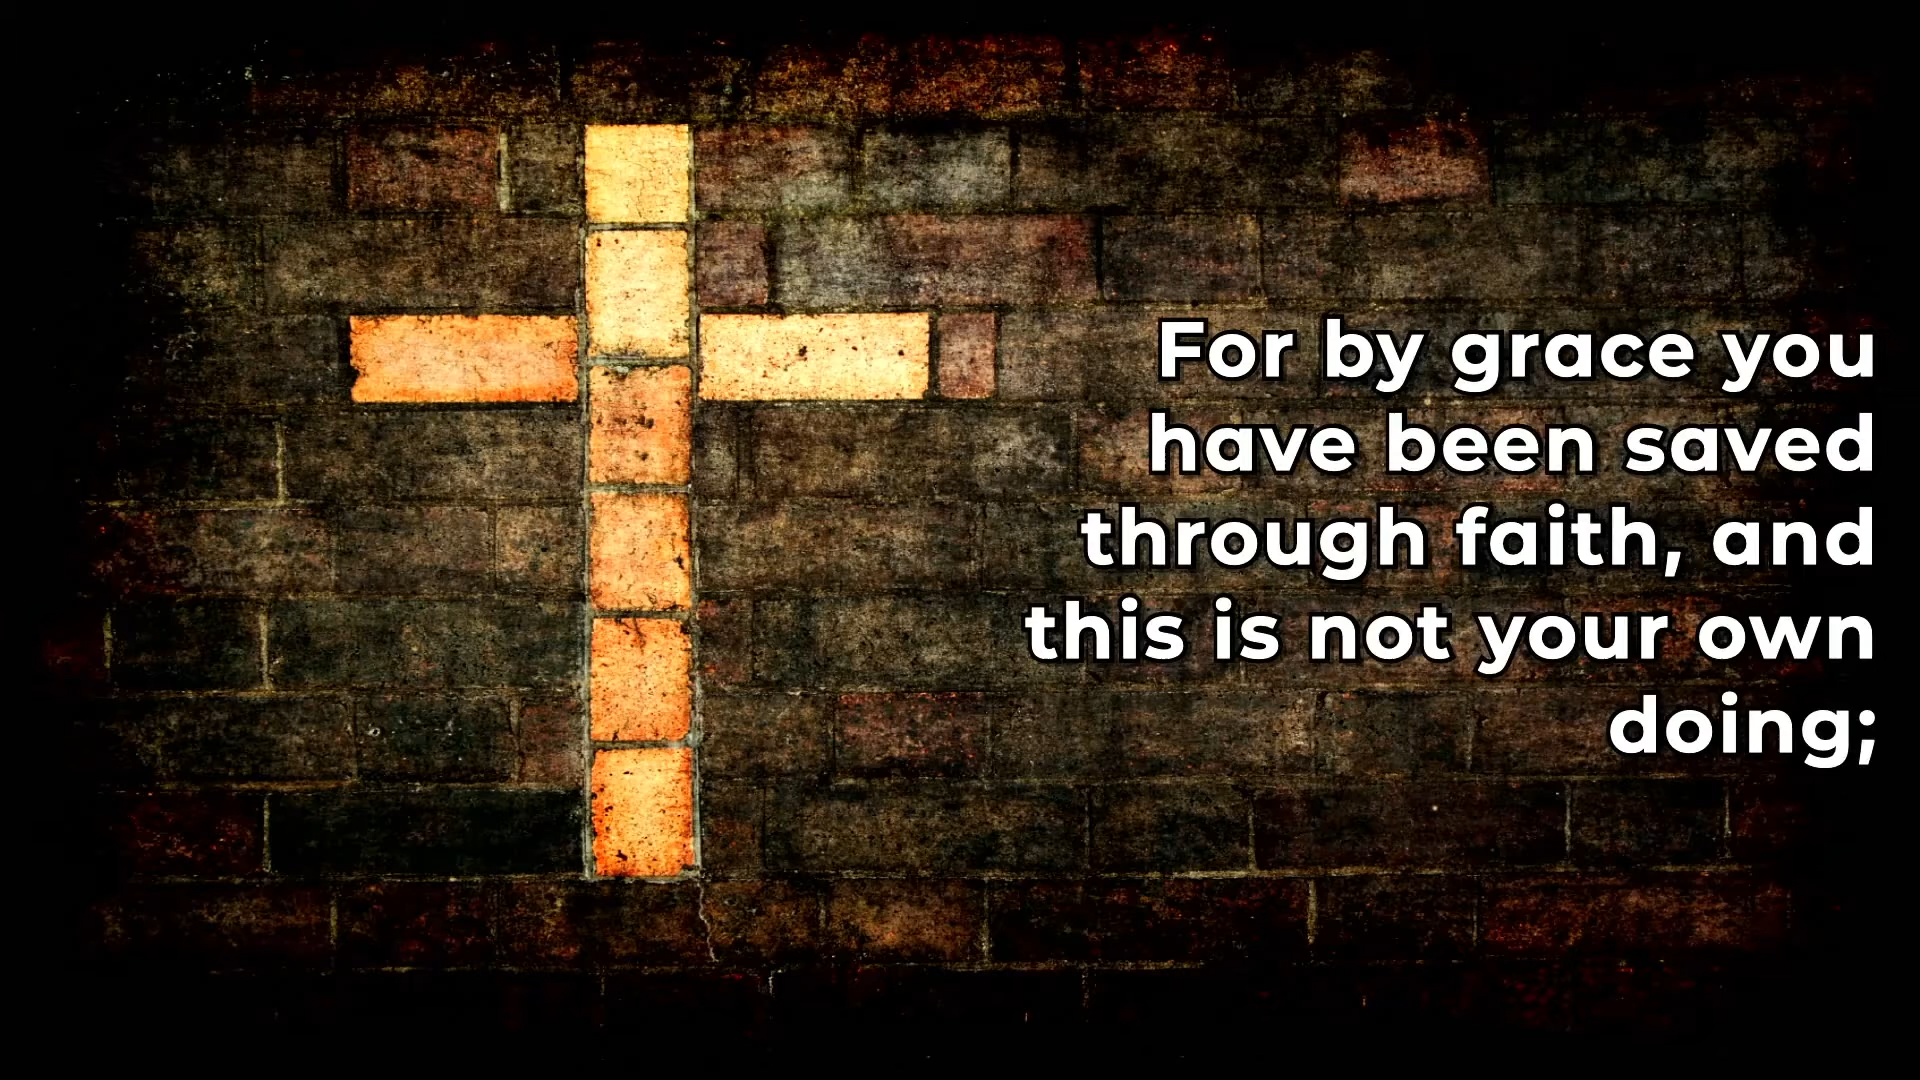 For by grace you
have been saved
through faith, and
this is not your own
doing;